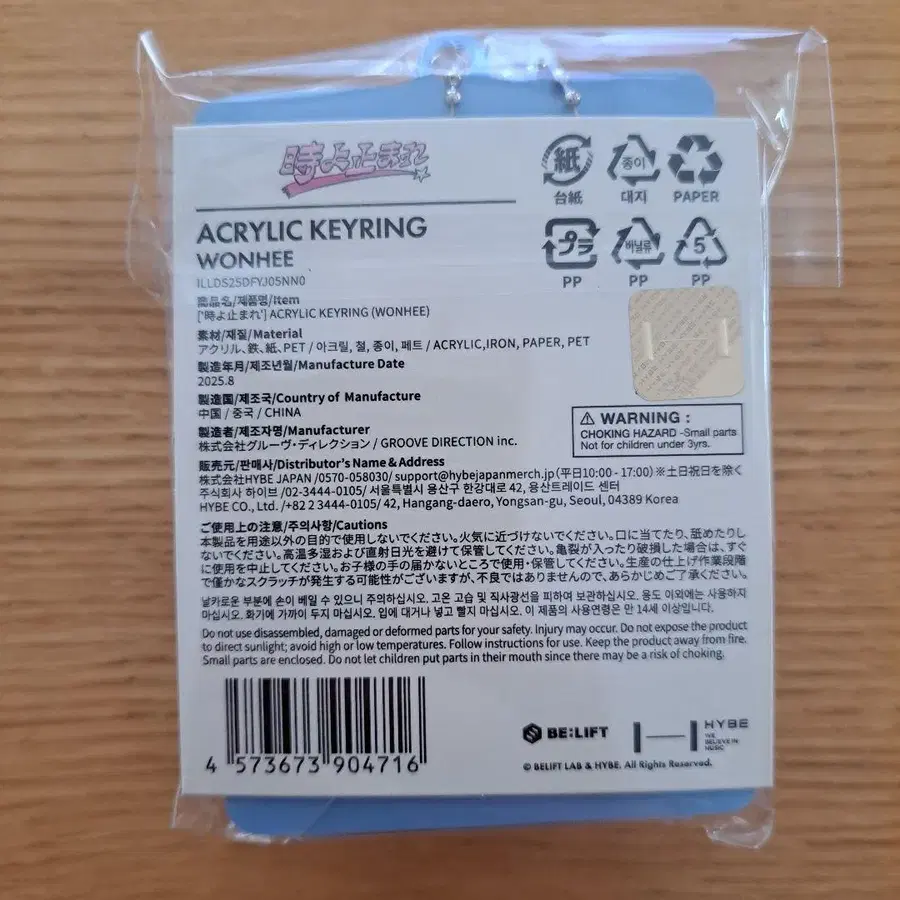 時よ止まれ
紙
종이
台紙
대지
PAPER
プラ
비닐류
5
PP
PP
PP
ACRYLIC KEYRING
WONHEE
ILLDS25DFYJ05NN0
商品名/제품명/Item
['時よ止まれ'] ACRYLIC KEYRING (WONHEE)
素材/재질/Material
アクリル、鉄、紙、PET / 아크릴, 철, 종이, 페트 / ACRYLIC,IRON, PAPER, PET
製造年月/제조년월/Manufacture Date
2025.8
製造国/제조국/Country of Manufacture
中国 / 중국 / CHINA
製造者/제조자명/Manufacturer
株式会社グルーヴ・ディレクション / GROOVE DIRECTION inc.
⚠ WARNING :
CHOKING HAZARD -Small parts
Not for children under 3yrs.
販売元/판매사/Distributor's Name & Address
株式会社HYBE JAPAN /0570-058030/ support@hybejapanmerch.jp (平日10:00 - 17:00) ※土日祝日を除く
주식회사 하이브 /02-3444-0105/ 서울특별시 용산구 한강대로 42, 용산트레이드 센터
HYBE CO., Ltd. /+82 2 3444-0105/ 42, Hangang-daero, Yongsan-gu, Seoul, 04389 Korea
ご使用上の注意/주의사항/Cautions
本製品を用途以外の目的で使用しないでください。火気に近づけないでください。口に当てたり、舐めたりし
ないでください。高温多湿および直射日光を避けて保管してください。亀裂が入ったり破損した場合は、すぐ
に使用を中止してください。お子様の手の届かないところで使用・保管してください。生産の仕上げ作業段階
で僅かなスクラッチが発生する可能性がございますが、不良ではありませんので、あらかじめご了承ください。
날카로운 부분에 손이 베일 수 있으니 주의하십시오. 고온 고습 및 직사광선을 피하여 보관하십시오. 용도 이외에는 사용하지
마십시오. 화기에 가까이 두지 마십시오. 입에 대거나 넣고 빨지 마십시오. 이 제품의 사용연령은 만 14세 이상입니다.
Do not use disassembled, damaged or deformed parts for your safety. Injury may occur. Do not expose the product
to direct sunlight; avoid high or low temperatures. Follow instructions for use. Keep the product away from fire.
Small parts are enclosed. Do not let children put parts in their mouth since there may be a risk of choking.
4 573673 904716
BE:LIFT
HYBE
WE
BELIEVE IN
MUSIC
© BELIFT LAB & HYBE. All Rights Reserved.